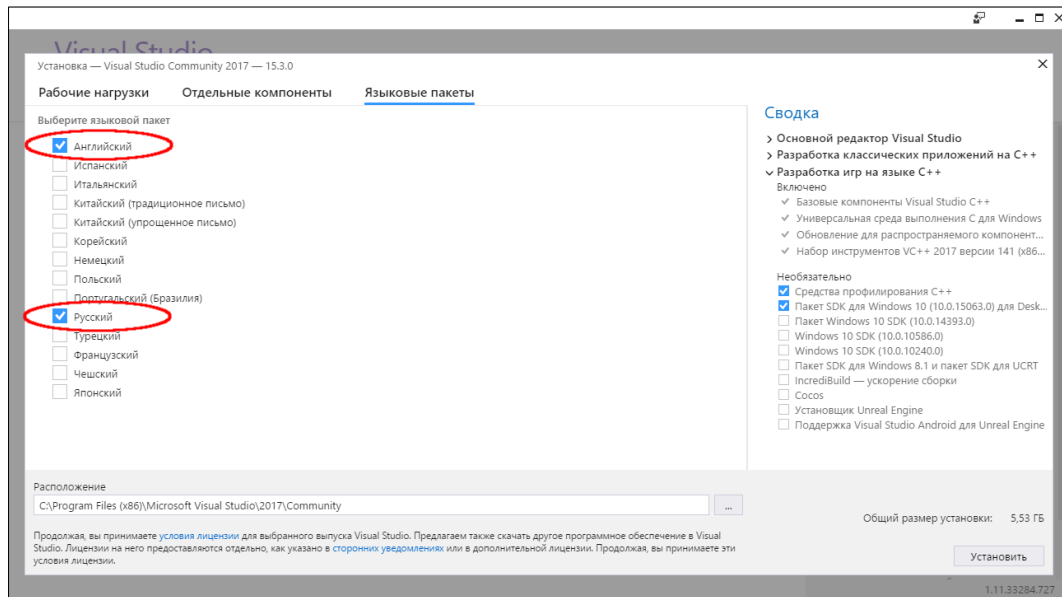 Visual Studio
Установка — Visual Studio Community 2017 — 15.3.0
Рабочие нагрузки Отдельные компоненты Языковые пакеты
Выберите языковой пакет
Английский
Испанский
Итальянский
Китайский (традиционное письмо)
Китайский (упрощенное письмо)
Корейский
Немецкий
Польский
Португальский (Бразилия)
Русский
Турецкий
Французский
Чешский
Японский
Сводка
Основной редактор Visual Studio
Разработка классических приложений на C++
Разработка игр на языке C++
Включено
Базовые компоненты Visual Studio C++
Универсальная среда выполнения C для Windows
Обновление для распространяемого компонент...
Набор инструментов VC++ 2017 версии 141 (x86...
Необязательно
Средства профилирования C++
Пакет SDK для Windows 10 (10.0.15063.0) для Desk...
Пакет Windows 10 SDK (10.0.14393.0)
Windows 10 SDK (10.0.10586.0)
Windows 10 SDK (10.0.10240.0)
Пакет SDK для Windows 8.1 и пакет SDK для UCRT
IncrediBuild — ускорение сборки
Cocos
Установщик Unreal Engine
Поддержка Visual Studio Android для Unreal Engine
Расположение
C:\Program Files (x86)\Microsoft Visual Studio\2017\Community
...
Продолжая, вы принимаете условия лицензии для выбранного выпуска Visual Studio. Предлагаем также скачать другое программное обеспечение в Visual
Studio. Лицензии на него предоставляются отдельно, как указано в сторонних уведомлениях или в дополнительной лицензии. Продолжая, вы принимаете эти
условия лицензии.
Общий размер установки: 5,53 ГБ
Установить
1.11.33284.727